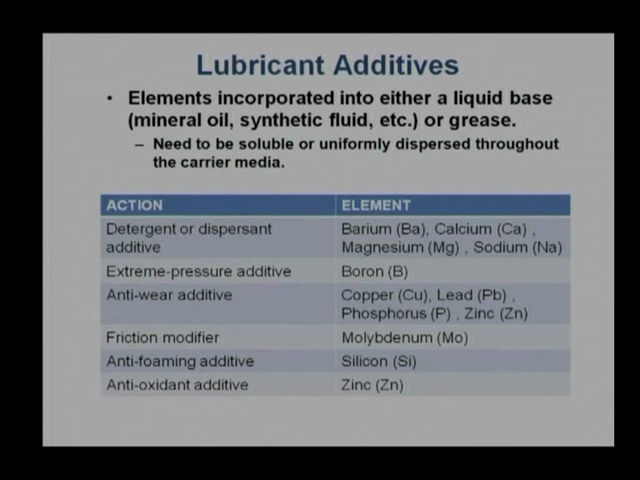 Lubricant Additives
• Elements incorporated into either a liquid base
(mineral oil, synthetic fluid, etc.) or grease.
– Need to be soluble or uniformly dispersed throughout
the carrier media.
ACTION ELEMENT
Detergent or dispersant additive Barium (Ba), Calcium (Ca) ,
Magnesium (Mg) , Sodium (Na)
Extreme-pressure additive Boron (B)
Anti-wear additive Copper (Cu), Lead (Pb) ,
Phosphorus (P) , Zinc (Zn)
Friction modifier Molybdenum (Mo)
Anti-foaming additive Silicon (Si)
Anti-oxidant additive Zinc (Zn)